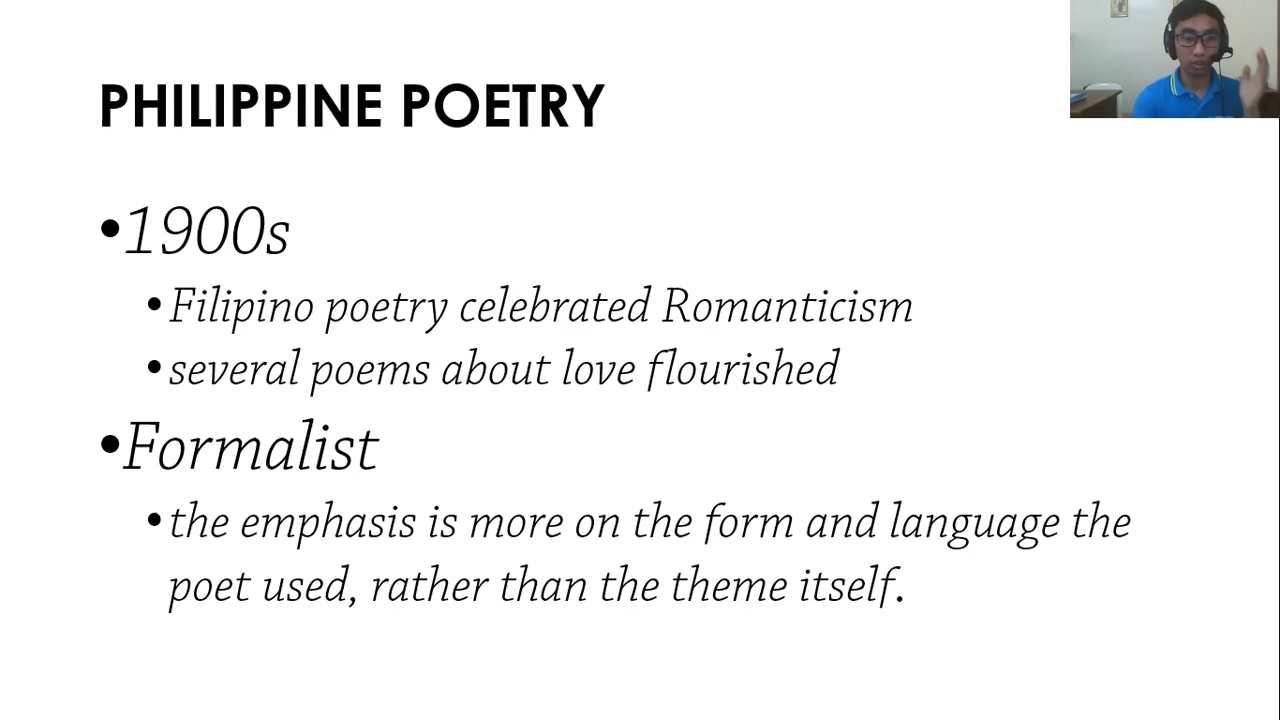 PHILIPPINE POETRY
•1900s
•Filipino poetry celebrated Romanticism
•several poems about love flourished
•Formalist
•the emphasis is more on the form and language the
poet used, rather than the theme itself.